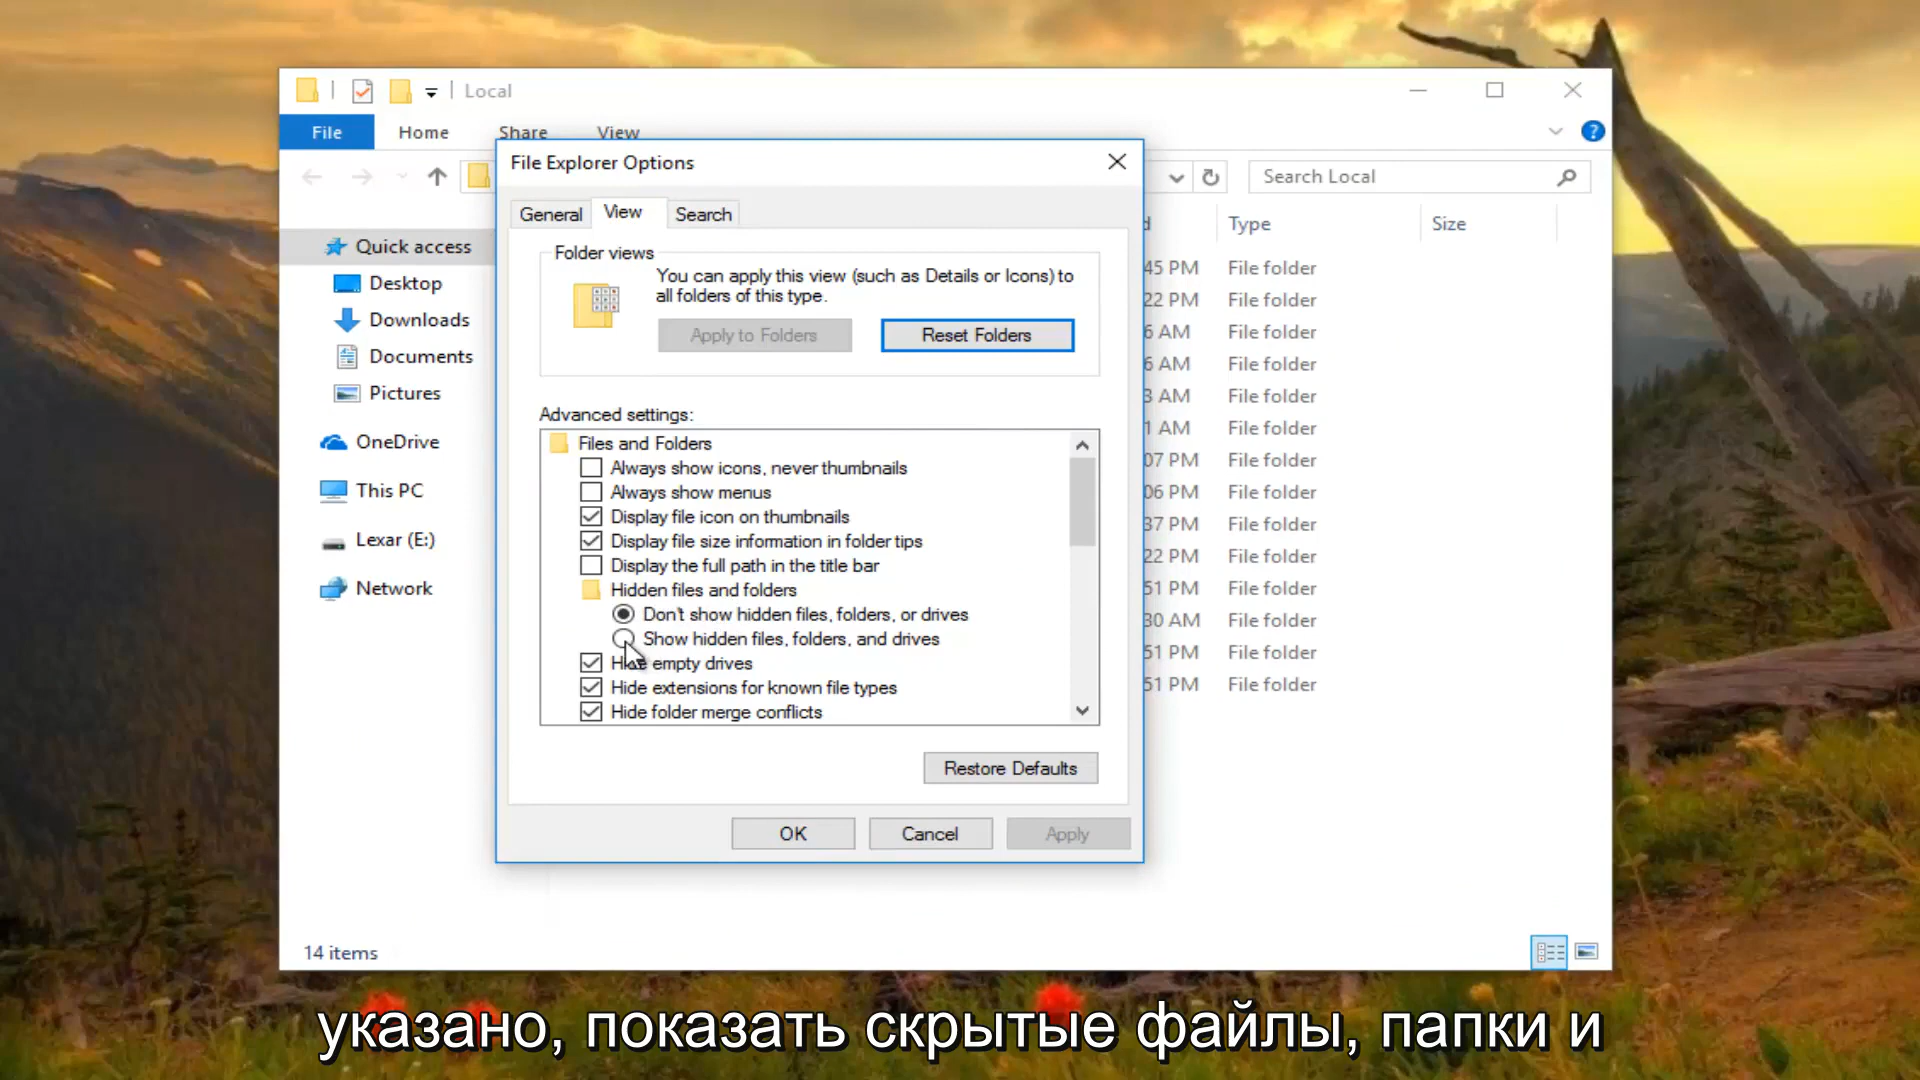 Local
File Home Share View
File Explorer Options
Search Local
General View Search
Type Size
Quick access
Desktop
Downloads
Documents
Pictures
OneDrive
This PC
Lexar (E:)
Network
Folder views
You can apply this view (such as Details or Icons) to
all folders of this type.
Apply to Folders Reset Folders
Advanced settings:
Files and Folders
Always show icons, never thumbnails
Always show menus
Display file icon on thumbnails
Display file size information in folder tips
Display the full path in the title bar
Hidden files and folders
Don't show hidden files, folders, or drives
Show hidden files, folders, and drives
Hide empty drives
Hide extensions for known file types
Hide folder merge conflicts
Restore Defaults
OK Cancel Apply
45 PM File folder
22 PM File folder
6 AM File folder
6 AM File folder
3 AM File folder
1 AM File folder
07 PM File folder
06 PM File folder
37 PM File folder
22 PM File folder
51 PM File folder
30 AM File folder
51 PM File folder
51 PM File folder
14 items
указано, показать скрытые файлы, папки и